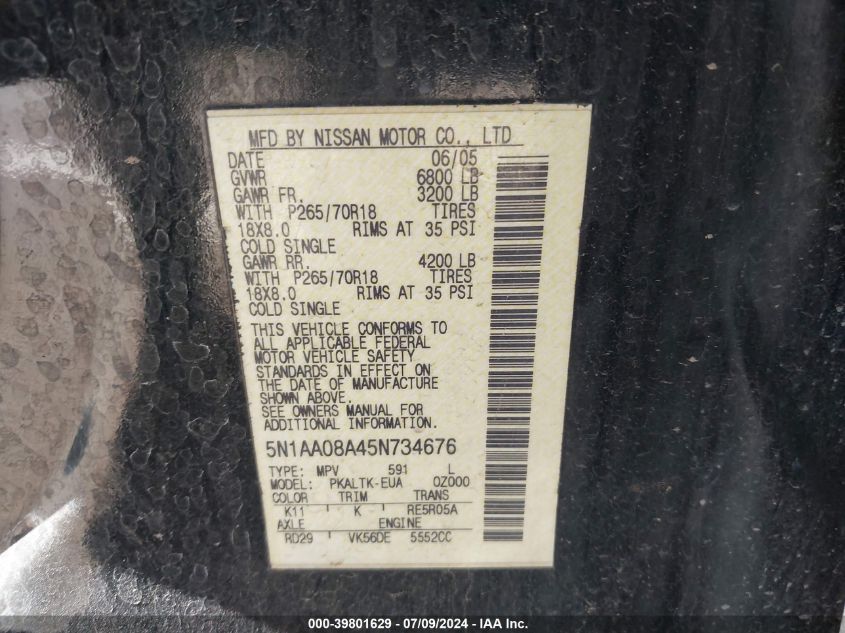 MFD BY NISSAN MOTOR CO., LTD
DATE 06/05
GVWR 6800 LB
GAWR FR. 3200 LB
WITH P265/70R18 TIRES
18X8.0 RIMS AT 35 PSI
COLD SINGLE
GAWR RR. 4200 LB
WITH P265/70R18 TIRES
18X8.0 RIMS AT 35 PSI
COLD SINGLE
THIS VEHICLE CONFORMS TO
ALL APPLICABLE FEDERAL
MOTOR VEHICLE SAFETY
STANDARDS IN EFFECT ON
THE DATE OF MANUFACTURE
SHOWN ABOVE.
SEE OWNERS MANUAL FOR
ADDITIONAL INFORMATION.
5N1AA08A45N734676
TYPE: MPV 591 L
MODEL: PKALTK-EUA 0Z000
COLOR TRIM TRANS
K11 K RE5R05A
AXLE ENGINE
RD29 VK56DE 5552CC
000-39801629 - 07/09/2024 - IAA Inc.